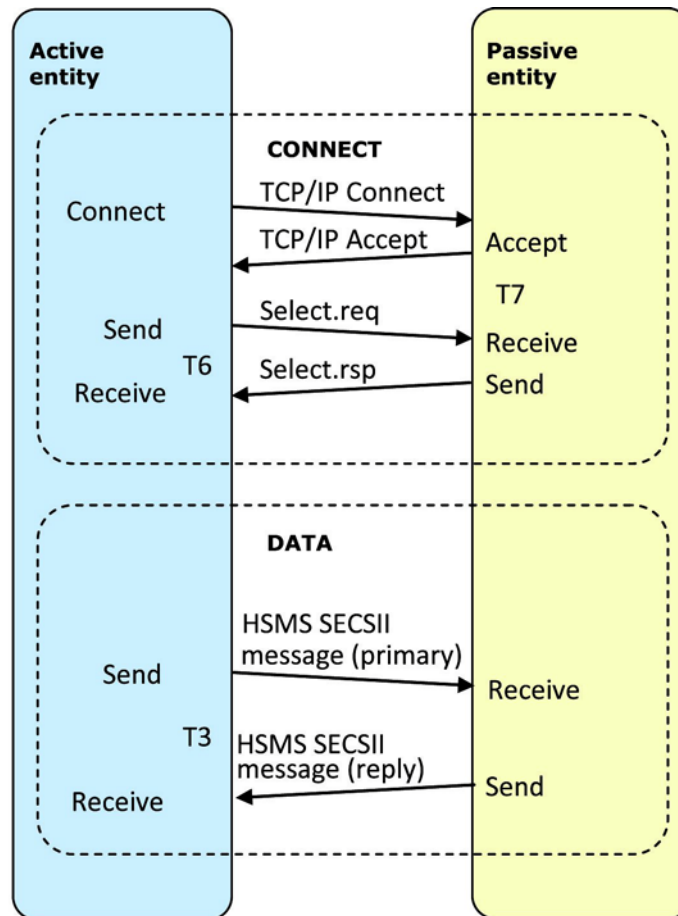 Active
entity
Passive
entity
CONNECT
TCP/IP Connect
Connect
TCP/IP Accept
Accept
T7
Select.req
Send
Receive
T6
Select.rsp
Send
Receive
DATA
HSMS SECSII
message (primary)
Send
Receive
T3
HSMS SECSII
message (reply)
Send
Receive